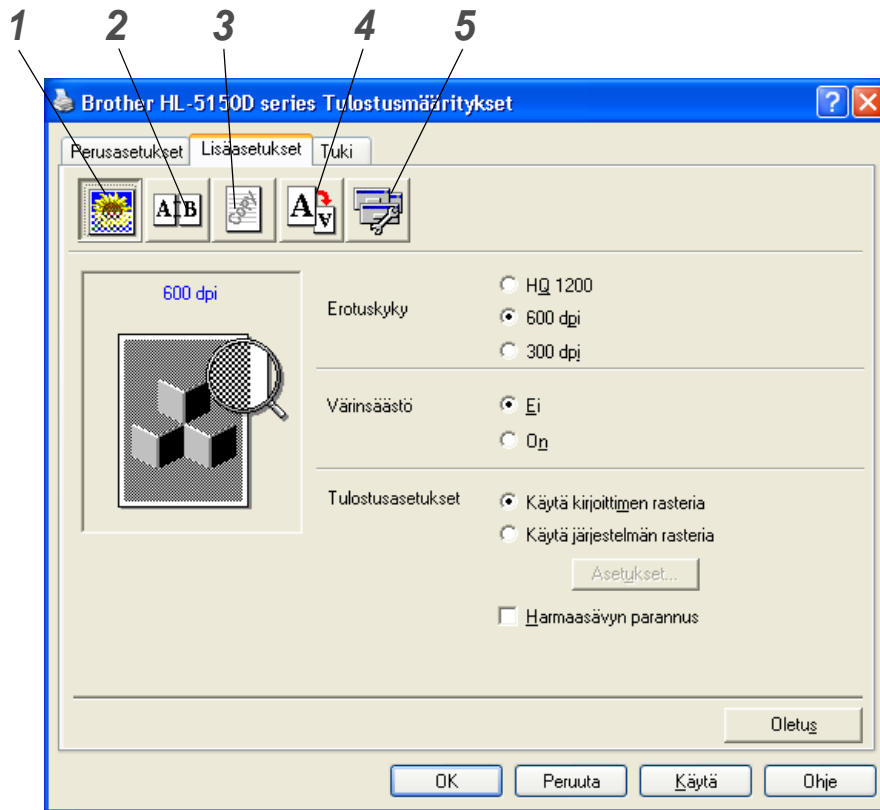 1 2 3 4 5
Brother HL-5150D series Tulostusmääritykset
Perusasetukset Lisäasetukset Tuki
A B Copy A A
600 dpi
Erotuskyky
HQ 1200
600 dpi
300 dpi
Värinsäästö
Ei
On
Tulostusasetukset
Käytä kirjoittimen rasteria
Käytä järjestelmän rasteria
Asetukset...
Harmaasävyn parannus
Oletus
OK Peruuta Käytä Ohje